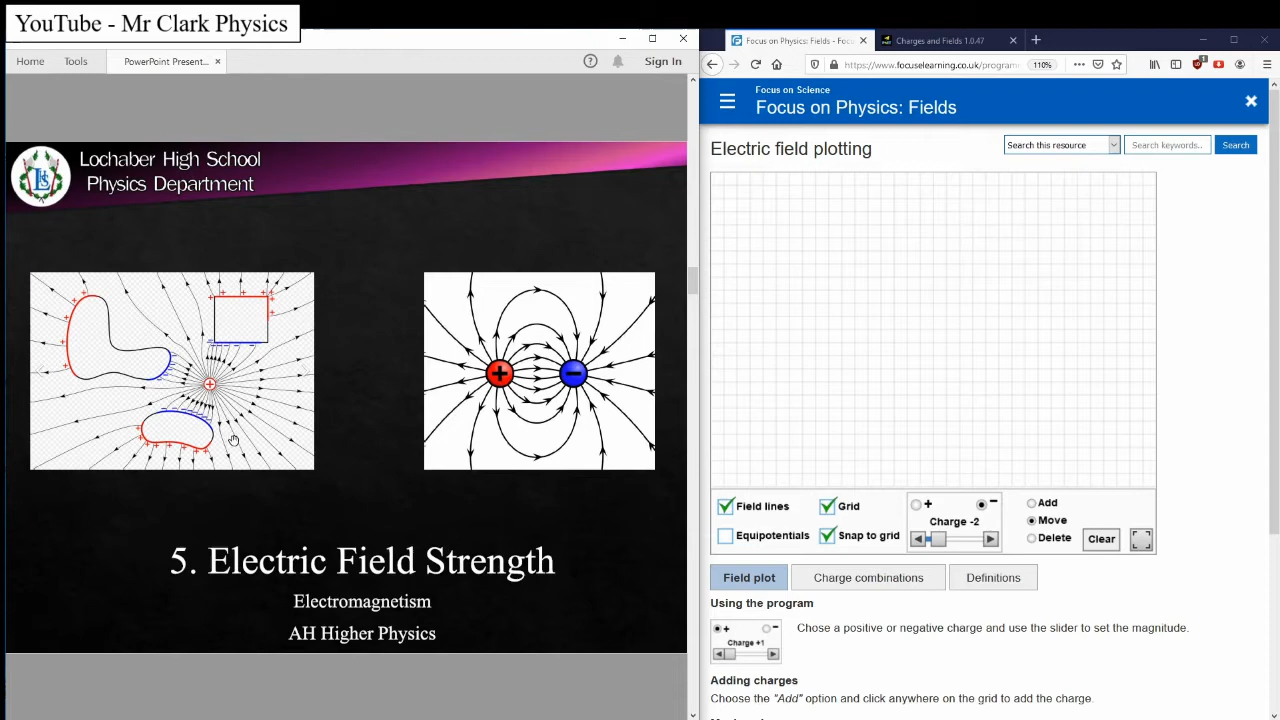 YouTube - Mr Clark Physics
Home
Tools
PowerPoint Present...
×
?
Sign In
Lochaber High School
Physics Department
+
−
5. Electric Field Strength
Electromagnetism
AH Higher Physics
Focus on Physics: Fields - Focu
Charges and Fields 1.0.47
https://www.focuselearning.co.uk/program
110%
Focus on Science
Focus on Physics: Fields
Electric field plotting
Search this resource
Search keywords..
Search
Field lines
Grid
Equipotentials
Snap to grid
+
−
Charge -2
Add
Move
Delete
Clear
Field plot
Charge combinations
Definitions
Using the program
+
−
Charge +1
Chose a positive or negative charge and use the slider to set the magnitude.
Adding charges
Choose the "Add" option and click anywhere on the grid to add the charge.